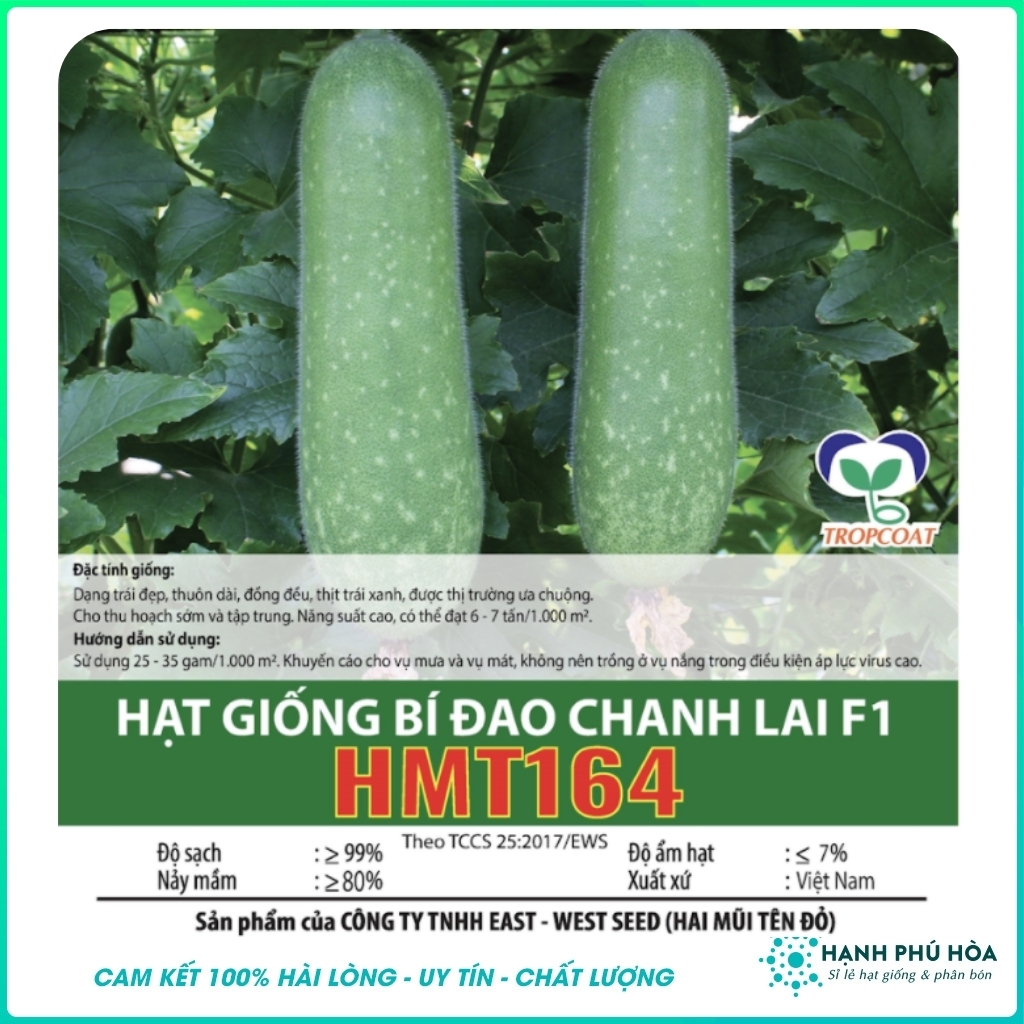 TROPCOAT
Đặc tính giống:
Dạng trái đẹp, thuôn dài, đồng đều, thịt trái xanh, được thị trường ưa chuộng.
Cho thu hoạch sớm và tập trung. Năng suất cao, có thể đạt 6 - 7 tấn/1.000 m².
Hướng dẫn sử dụng:
Sử dụng 25 - 35 gam/1.000 m². Khuyến cáo cho vụ mưa và vụ mát, không nên trồng ở vụ nắng trong điều kiện áp lực virus cao.
HẠT GIỐNG BÍ ĐAO CHANH LAI F1
HMT164
Theo TCCS 25:2017/EWS
Độ sạch : ≥ 99% Độ ẩm hạt : ≤ 7%
Nảy mầm : ≥80% Xuất xứ : Việt Nam
Sản phẩm của CÔNG TY TNHH EAST - WEST SEED (HAI MŨI TÊN ĐỎ)
HẠNH PHÚ HÒA
Sỉ lẻ hạt giống & phân bón
CAM KẾT 100% HÀI LÒNG - UY TÍN - CHẤT LƯỢNG